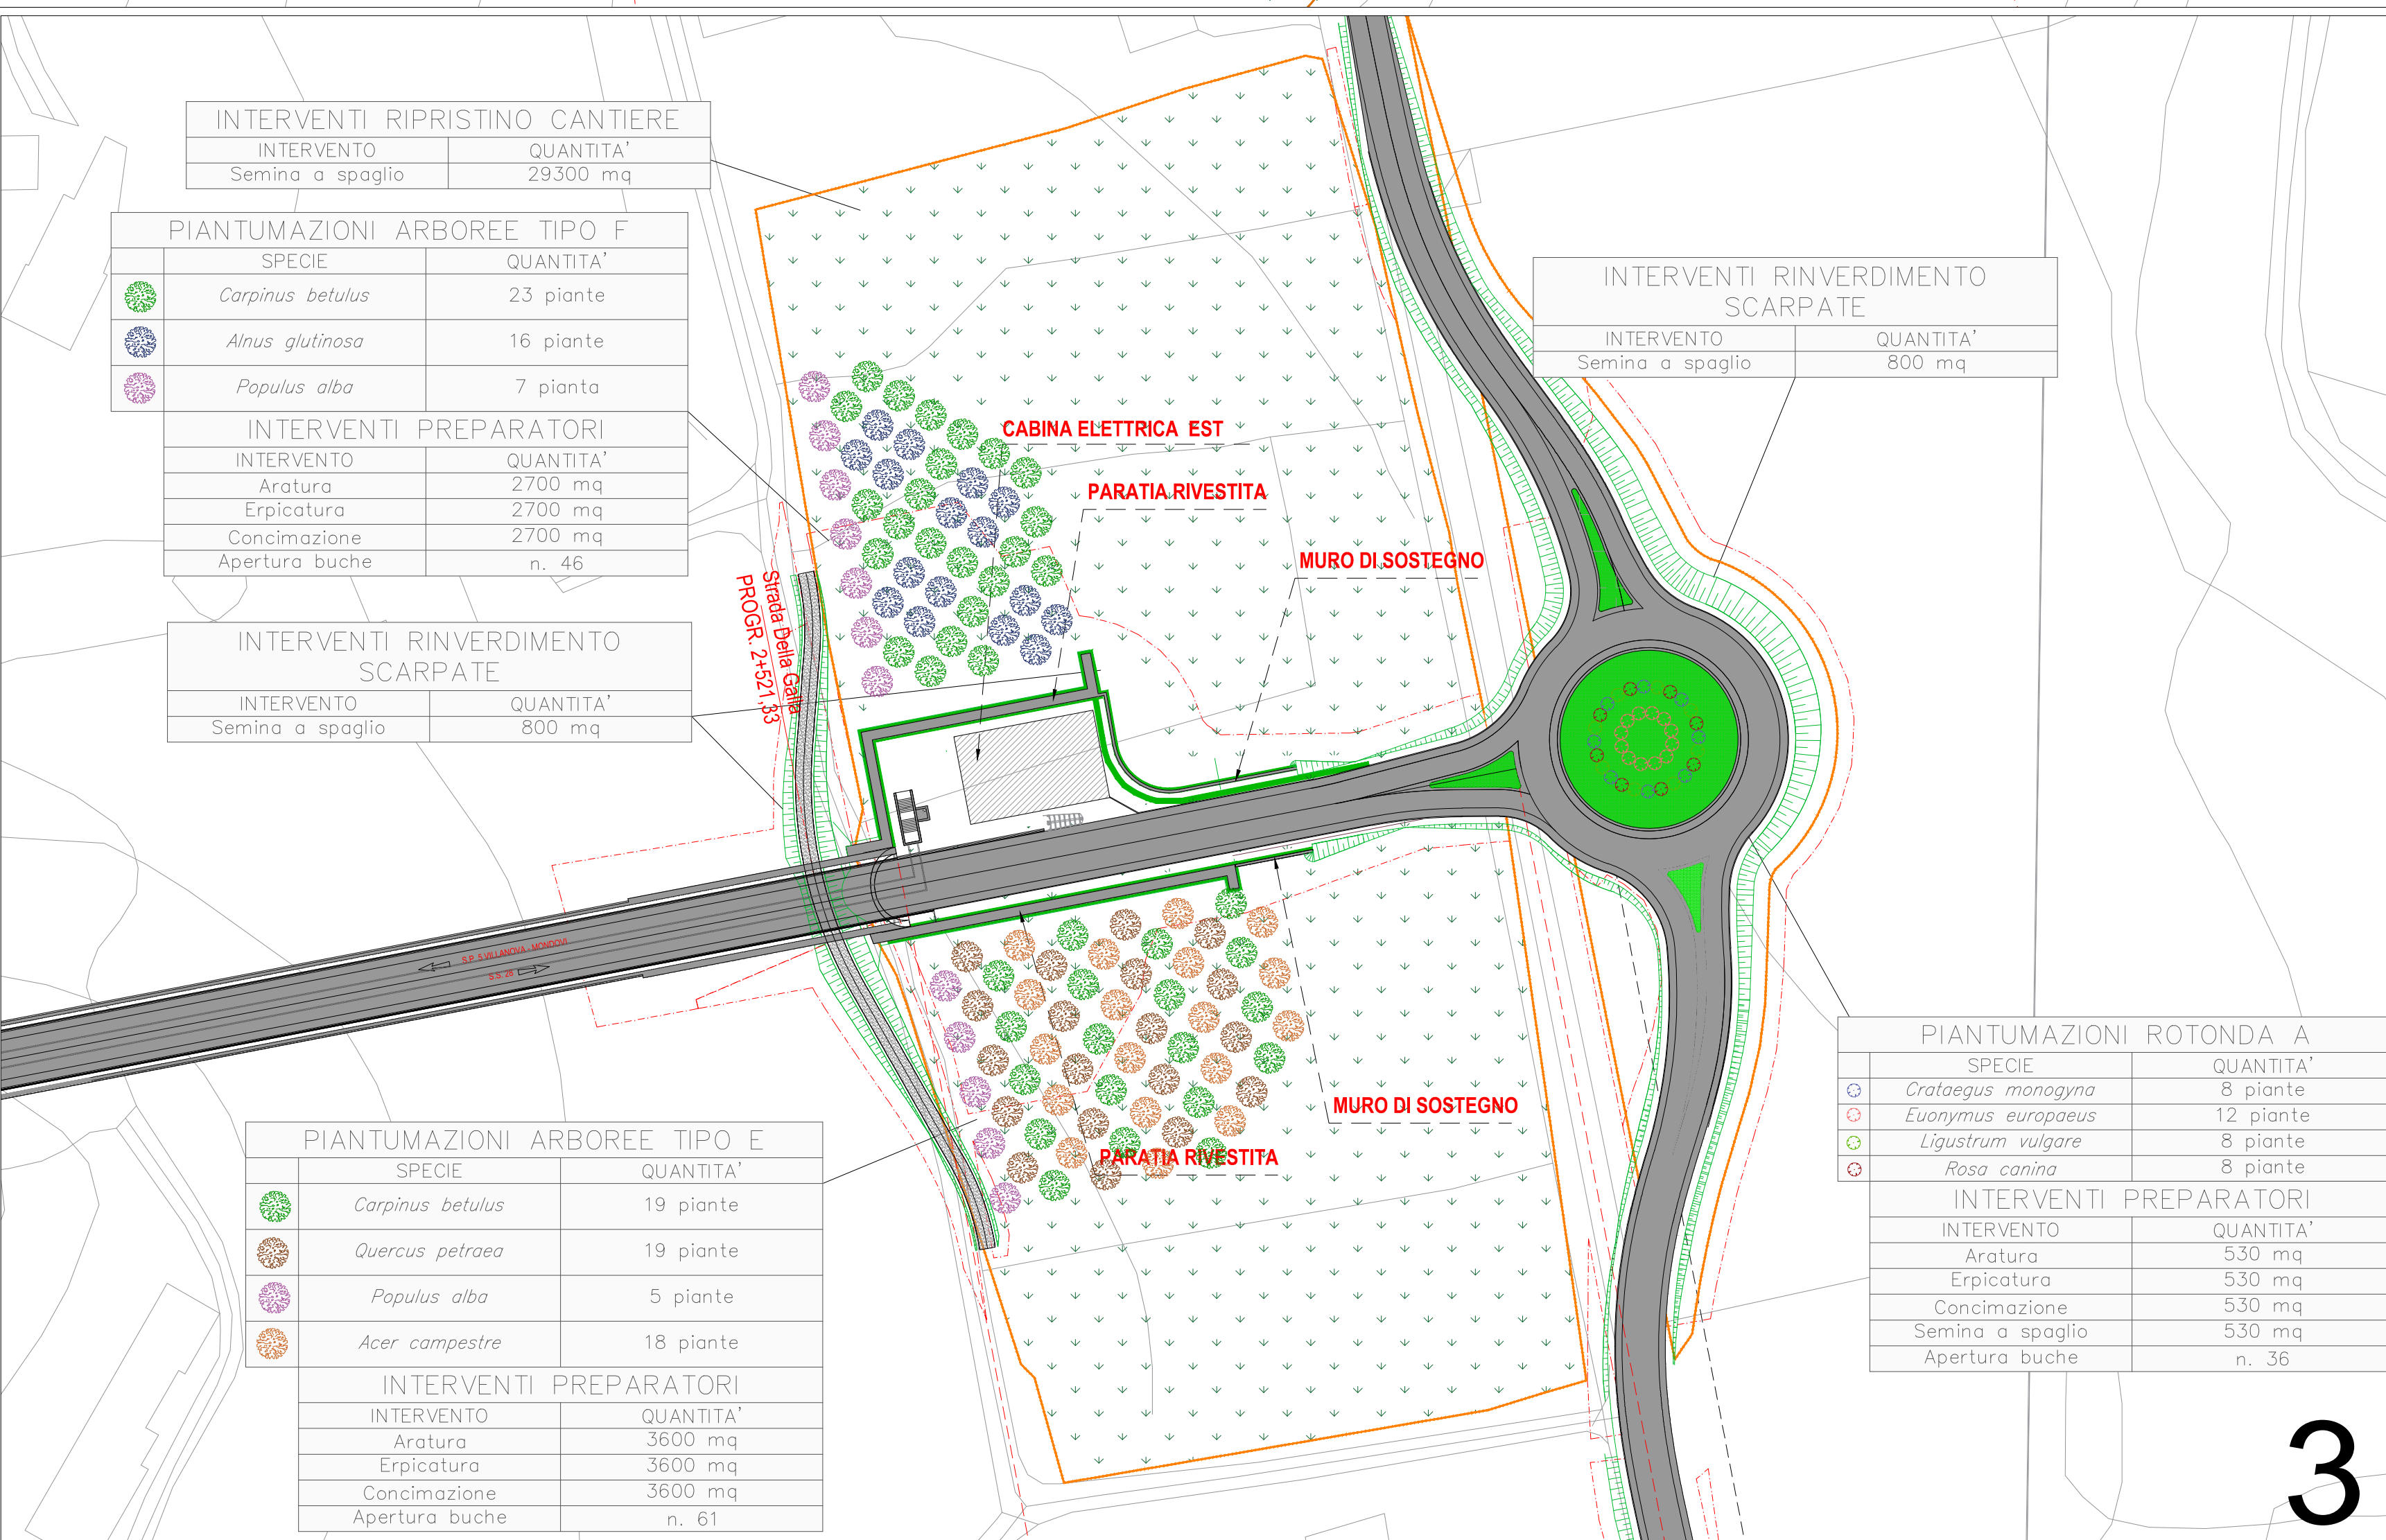 INTERVENTI RIPRISTINO CANTIERE
INTERVENTO QUANTITA'
Semina a spaglio 29300 mq
PIANTUMAZIONI ARBOREE TIPO F
SPECIE QUANTITA'
Carpinus betulus 23 piante
Alnus glutinosa 16 piante
Populus alba 7 pianta
INTERVENTI PREPARATORI
INTERVENTO QUANTITA'
Aratura 2700 mq
Erpicatura 2700 mq
Concimazione 2700 mq
Apertura buche n. 46
INTERVENTI RINVERDIMENTO
SCARPATE
INTERVENTO QUANTITA'
Semina a spaglio 800 mq
Strada Della Galla
PROGR. 2+521,33
CABINA ELETTRICA EST
PARATIA RIVESTITA
MURO DI SOSTEGNO
INTERVENTI RINVERDIMENTO
SCARPATE
INTERVENTO QUANTITA'
Semina a spaglio 800 mq
S.P. 5 VILLANOVA - MONDOVI
S.S. 28
MURO DI SOSTEGNO
PARATIA RIVESTITA
PIANTUMAZIONI ARBOREE TIPO E
SPECIE QUANTITA'
Carpinus betulus 19 piante
Quercus petraea 19 piante
Populus alba 5 piante
Acer campestre 18 piante
INTERVENTI PREPARATORI
INTERVENTO QUANTITA'
Aratura 3600 mq
Erpicatura 3600 mq
Concimazione 3600 mq
Apertura buche n. 61
PIANTUMAZIONI ROTONDA A
SPECIE QUANTITA'
Crataegus monogyna 8 piante
Euonymus europaeus 12 piante
Ligustrum vulgare 8 piante
Rosa canina 8 piante
INTERVENTI PREPARATORI
INTERVENTO QUANTITA'
Aratura 530 mq
Erpicatura 530 mq
Concimazione 530 mq
Semina a spaglio 530 mq
Apertura buche n. 36
3